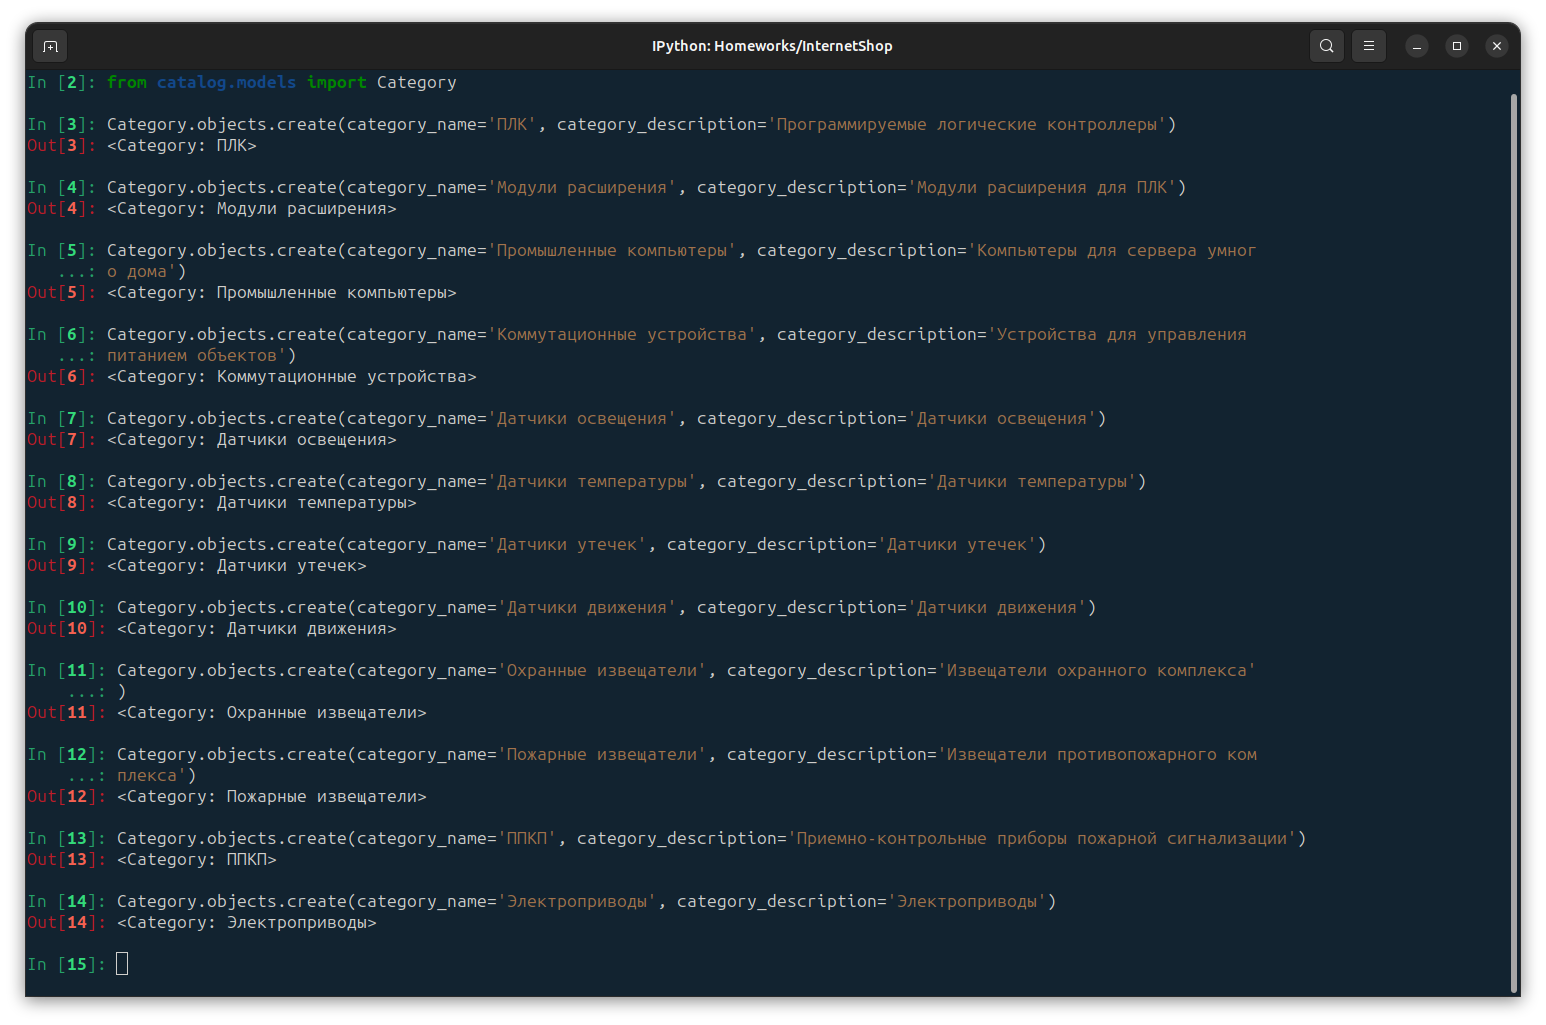 IPython: Homeworks/InternetShop
In [2]: from catalog.models import Category
In [3]: Category.objects.create(category_name='ПЛК', category_description='Программируемые логические контроллеры')
Out[3]: <Category: ПЛК>
In [4]: Category.objects.create(category_name='Модули расширения', category_description='Модули расширения для ПЛК')
Out[4]: <Category: Модули расширения>
In [5]: Category.objects.create(category_name='Промышленные компьютеры', category_description='Компьютеры для сервера умног
...: о дома')
Out[5]: <Category: Промышленные компьютеры>
In [6]: Category.objects.create(category_name='Коммутационные устройства', category_description='Устройства для управления
...: питанием объектов')
Out[6]: <Category: Коммутационные устройства>
In [7]: Category.objects.create(category_name='Датчики освещения', category_description='Датчики освещения')
Out[7]: <Category: Датчики освещения>
In [8]: Category.objects.create(category_name='Датчики температуры', category_description='Датчики температуры')
Out[8]: <Category: Датчики температуры>
In [9]: Category.objects.create(category_name='Датчики утечек', category_description='Датчики утечек')
Out[9]: <Category: Датчики утечек>
In [10]: Category.objects.create(category_name='Датчики движения', category_description='Датчики движения')
Out[10]: <Category: Датчики движения>
In [11]: Category.objects.create(category_name='Охранные извещатели', category_description='Извещатели охранного комплекса'
...: )
Out[11]: <Category: Охранные извещатели>
In [12]: Category.objects.create(category_name='Пожарные извещатели', category_description='Извещатели противопожарного ком
...: плекса')
Out[12]: <Category: Пожарные извещатели>
In [13]: Category.objects.create(category_name='ППКП', category_description='Приемно-контрольные приборы пожарной сигнализации')
Out[13]: <Category: ППКП>
In [14]: Category.objects.create(category_name='Электроприводы', category_description='Электроприводы')
Out[14]: <Category: Электроприводы>
In [15]: